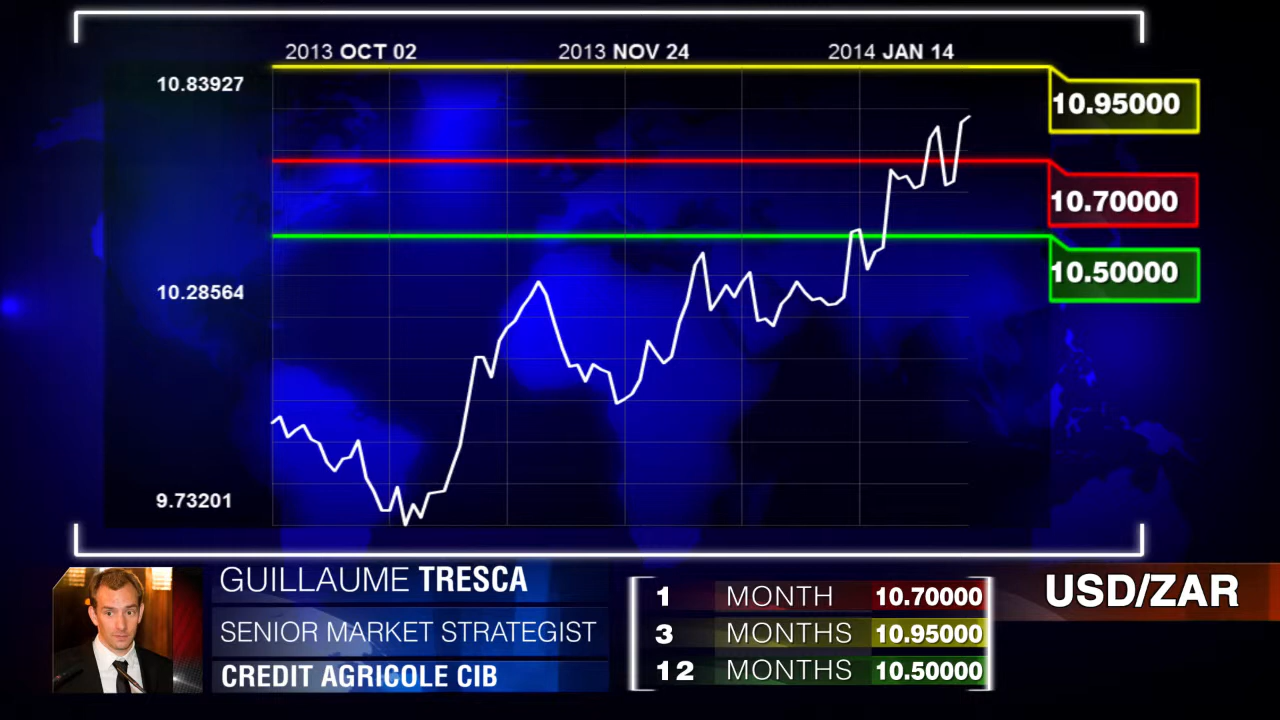 2013 OCT 02 2013 NOV 24 2014 JAN 14
10.83927
10.95000
10.70000
10.50000
10.28564
9.73201
GUILLAUME TRESCA
SENIOR MARKET STRATEGIST
CREDIT AGRICOLE CIB
1 MONTH 10.70000
3 MONTHS 10.95000
12 MONTHS 10.50000
USD/ZAR